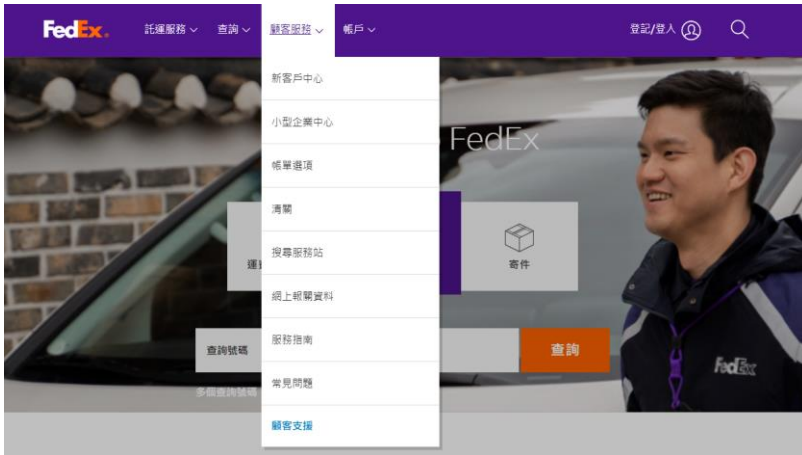 FedEx.
託運服務
查詢
顧客服務
帳戶
登記/登入
新客戶中心
小型企業中心
帳單選項
清關
搜尋服務站
網上報關資料
服務指南
常見問題
顧客支援
FedEx
運
寄件
查詢號碼
查詢
多個查詢號碼
FedEx